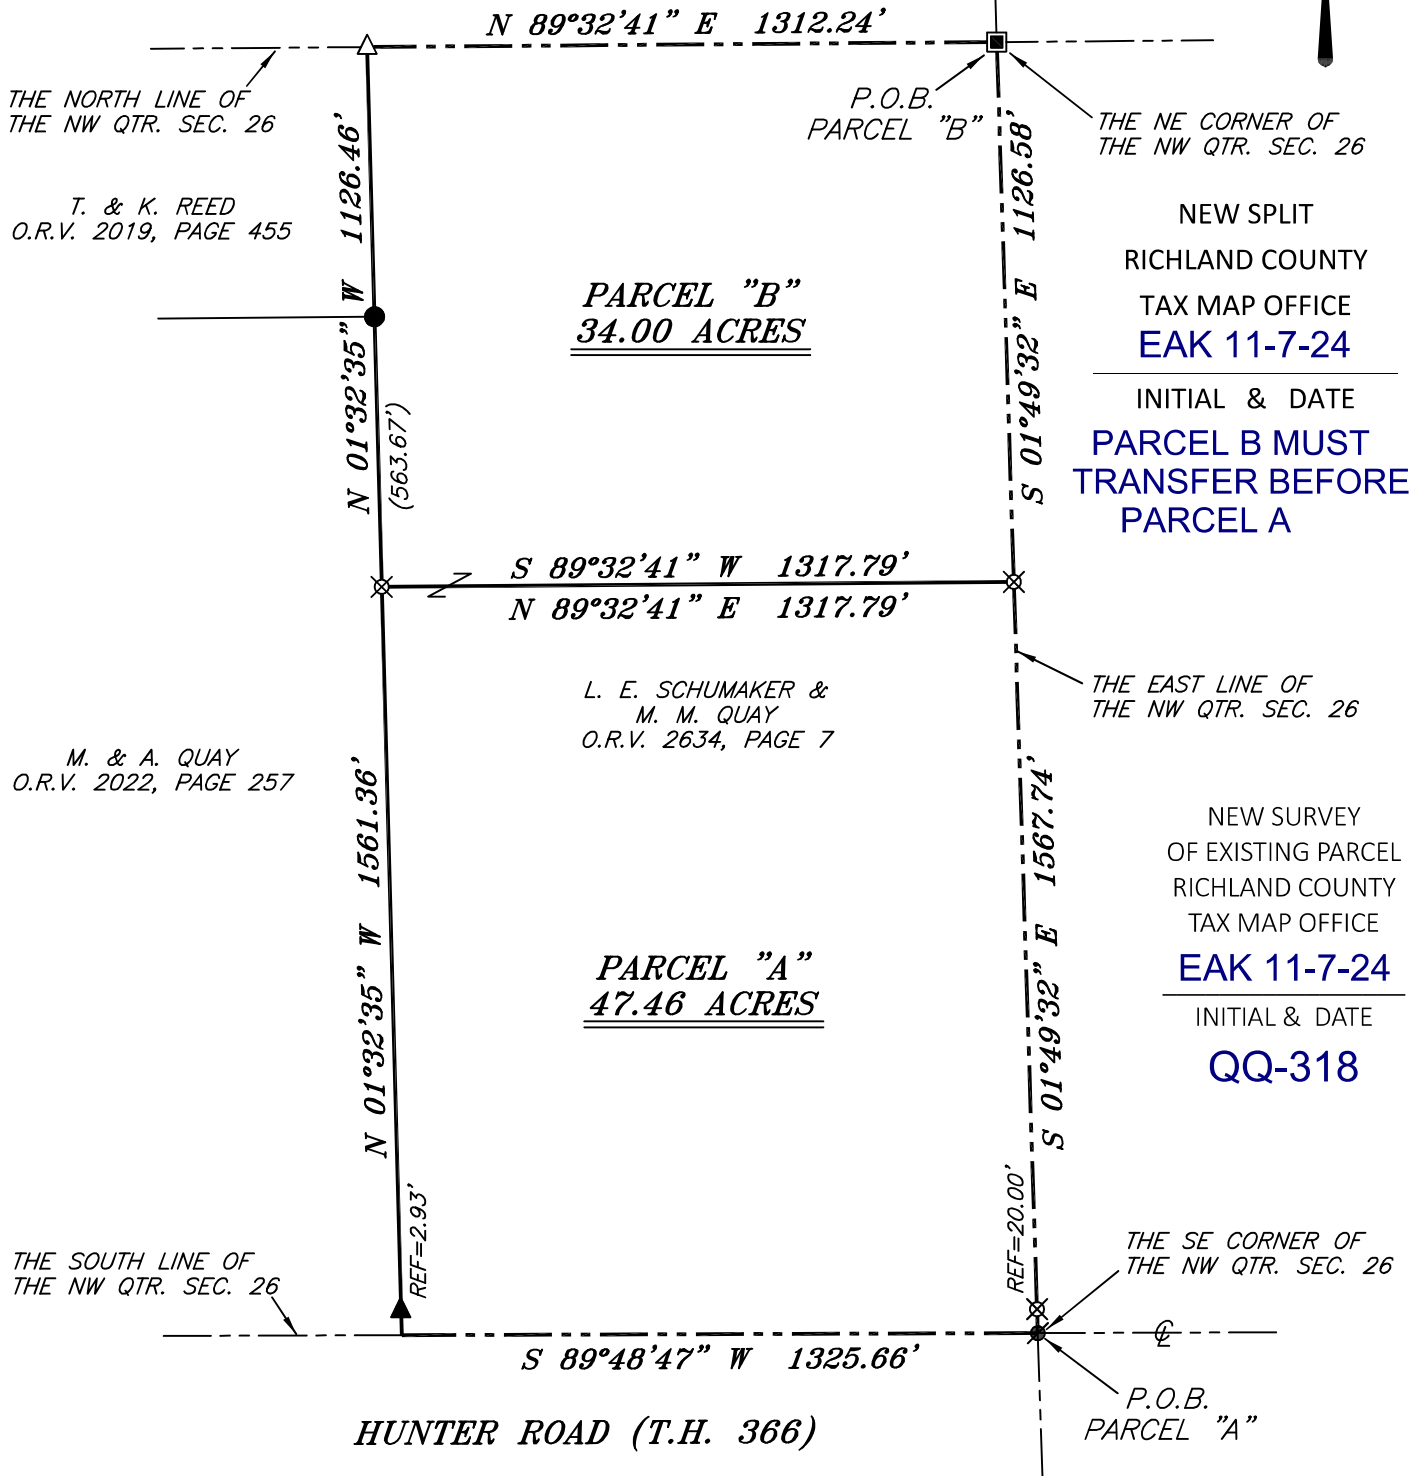 N 89°32'41" E 1312.24'
THE NORTH LINE OF
THE NW QTR. SEC. 26
P.O.B.
PARCEL "B"
THE NE CORNER OF
THE NW QTR. SEC. 26
T. & K. REED
O.R.V. 2019, PAGE 455
N 01°32'35" W 1126.46'
(563.67')
S 01°49'32" E 1126.58'
PARCEL "B"
34.00 ACRES
NEW SPLIT
RICHLAND COUNTY
TAX MAP OFFICE
EAK 11-7-24
INITIAL & DATE
PARCEL B MUST
TRANSFER BEFORE
PARCEL A
S 89°32'41" W 1317.79'
N 89°32'41" E 1317.79'
L. E. SCHUMAKER &
M. M. QUAY
O.R.V. 2634, PAGE 7
THE EAST LINE OF
THE NW QTR. SEC. 26
M. & A. QUAY
O.R.V. 2022, PAGE 257
N 01°32'35" W 1561.36'
S 01°49'32" E 1567.74'
NEW SURVEY
OF EXISTING PARCEL
RICHLAND COUNTY
TAX MAP OFFICE
EAK 11-7-24
INITIAL & DATE
QQ-318
PARCEL "A"
47.46 ACRES
REF=2.93'
REF=20.00'
THE SOUTH LINE OF
THE NW QTR. SEC. 26
THE SE CORNER OF
THE NW QTR. SEC. 26
℄
S 89°48'47" W 1325.66'
P.O.B.
PARCEL "A"
HUNTER ROAD (T.H. 366)